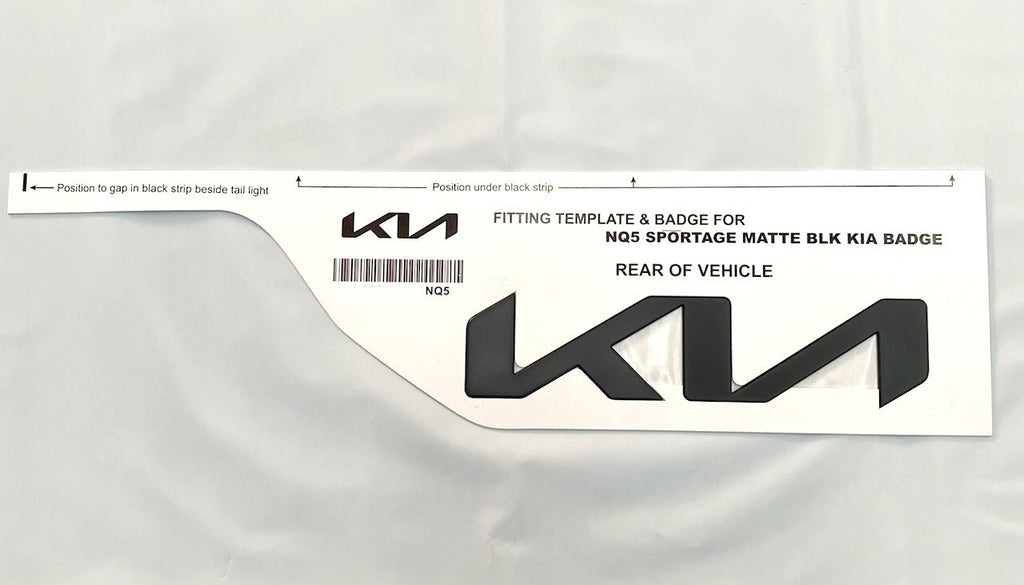 Position to gap in black strip beside tail light
Position under black strip
KIA
FITTING TEMPLATE & BADGE FOR
NQ5 SPORTAGE MATTE BLK KIA BADGE
NQ5
REAR OF VEHICLE
KIA